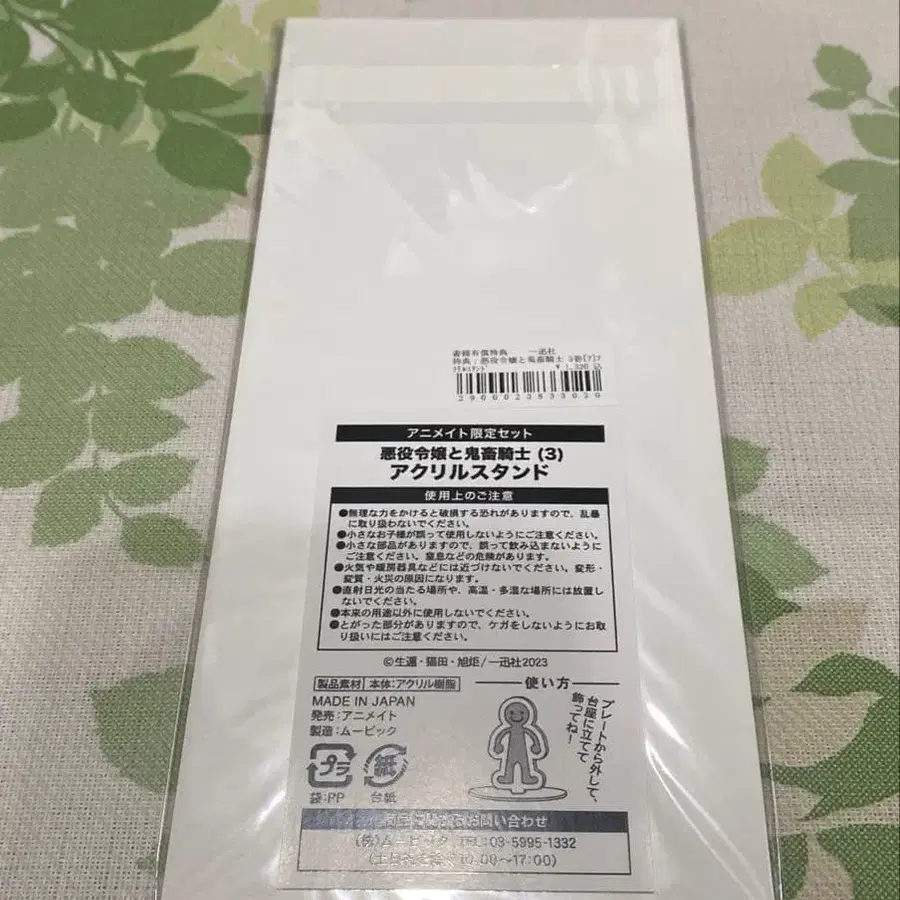 書籍有償特典 一迅社
特典:悪役令嬢と鬼畜騎士 3巻[ア]ア
クリルスタンド ¥1,320 込
2900023833020
アニメイト限定セット
悪役令嬢と鬼畜騎士 (3)
アクリルスタンド
使用上のご注意
●無理な力をかけると破損する恐れがありますので、乱暴
に取り扱わないでください。
●小さなお子様が誤って使用しないようにご注意ください。
●小さな部品がありますので、誤って飲み込まないように
ご注意ください。窒息などの危険があります。
●火気や暖房器具などには近づけないでください。変形・
変質・火災の原因になります。
●直射日光の当たる場所や、高温・多湿な場所には放置し
ないでください。
●本来の用途以外に使用しないでください。
●とがった部分がありますので、ケガをしないようにお取
り扱いにはご注意ください。
©生還・猫田・旭炬/一迅社2023
製品素材 本体:アクリル樹脂
MADE IN JAPAN
発売:アニメイト
製造:ムービック
プラ 紙
袋:PP 台紙
使い方
プレートから外して、
台座に立てて
飾ってね!
お問い合わせ
(株)ムービック TEL:03-5995-1332
10:00～17:00)